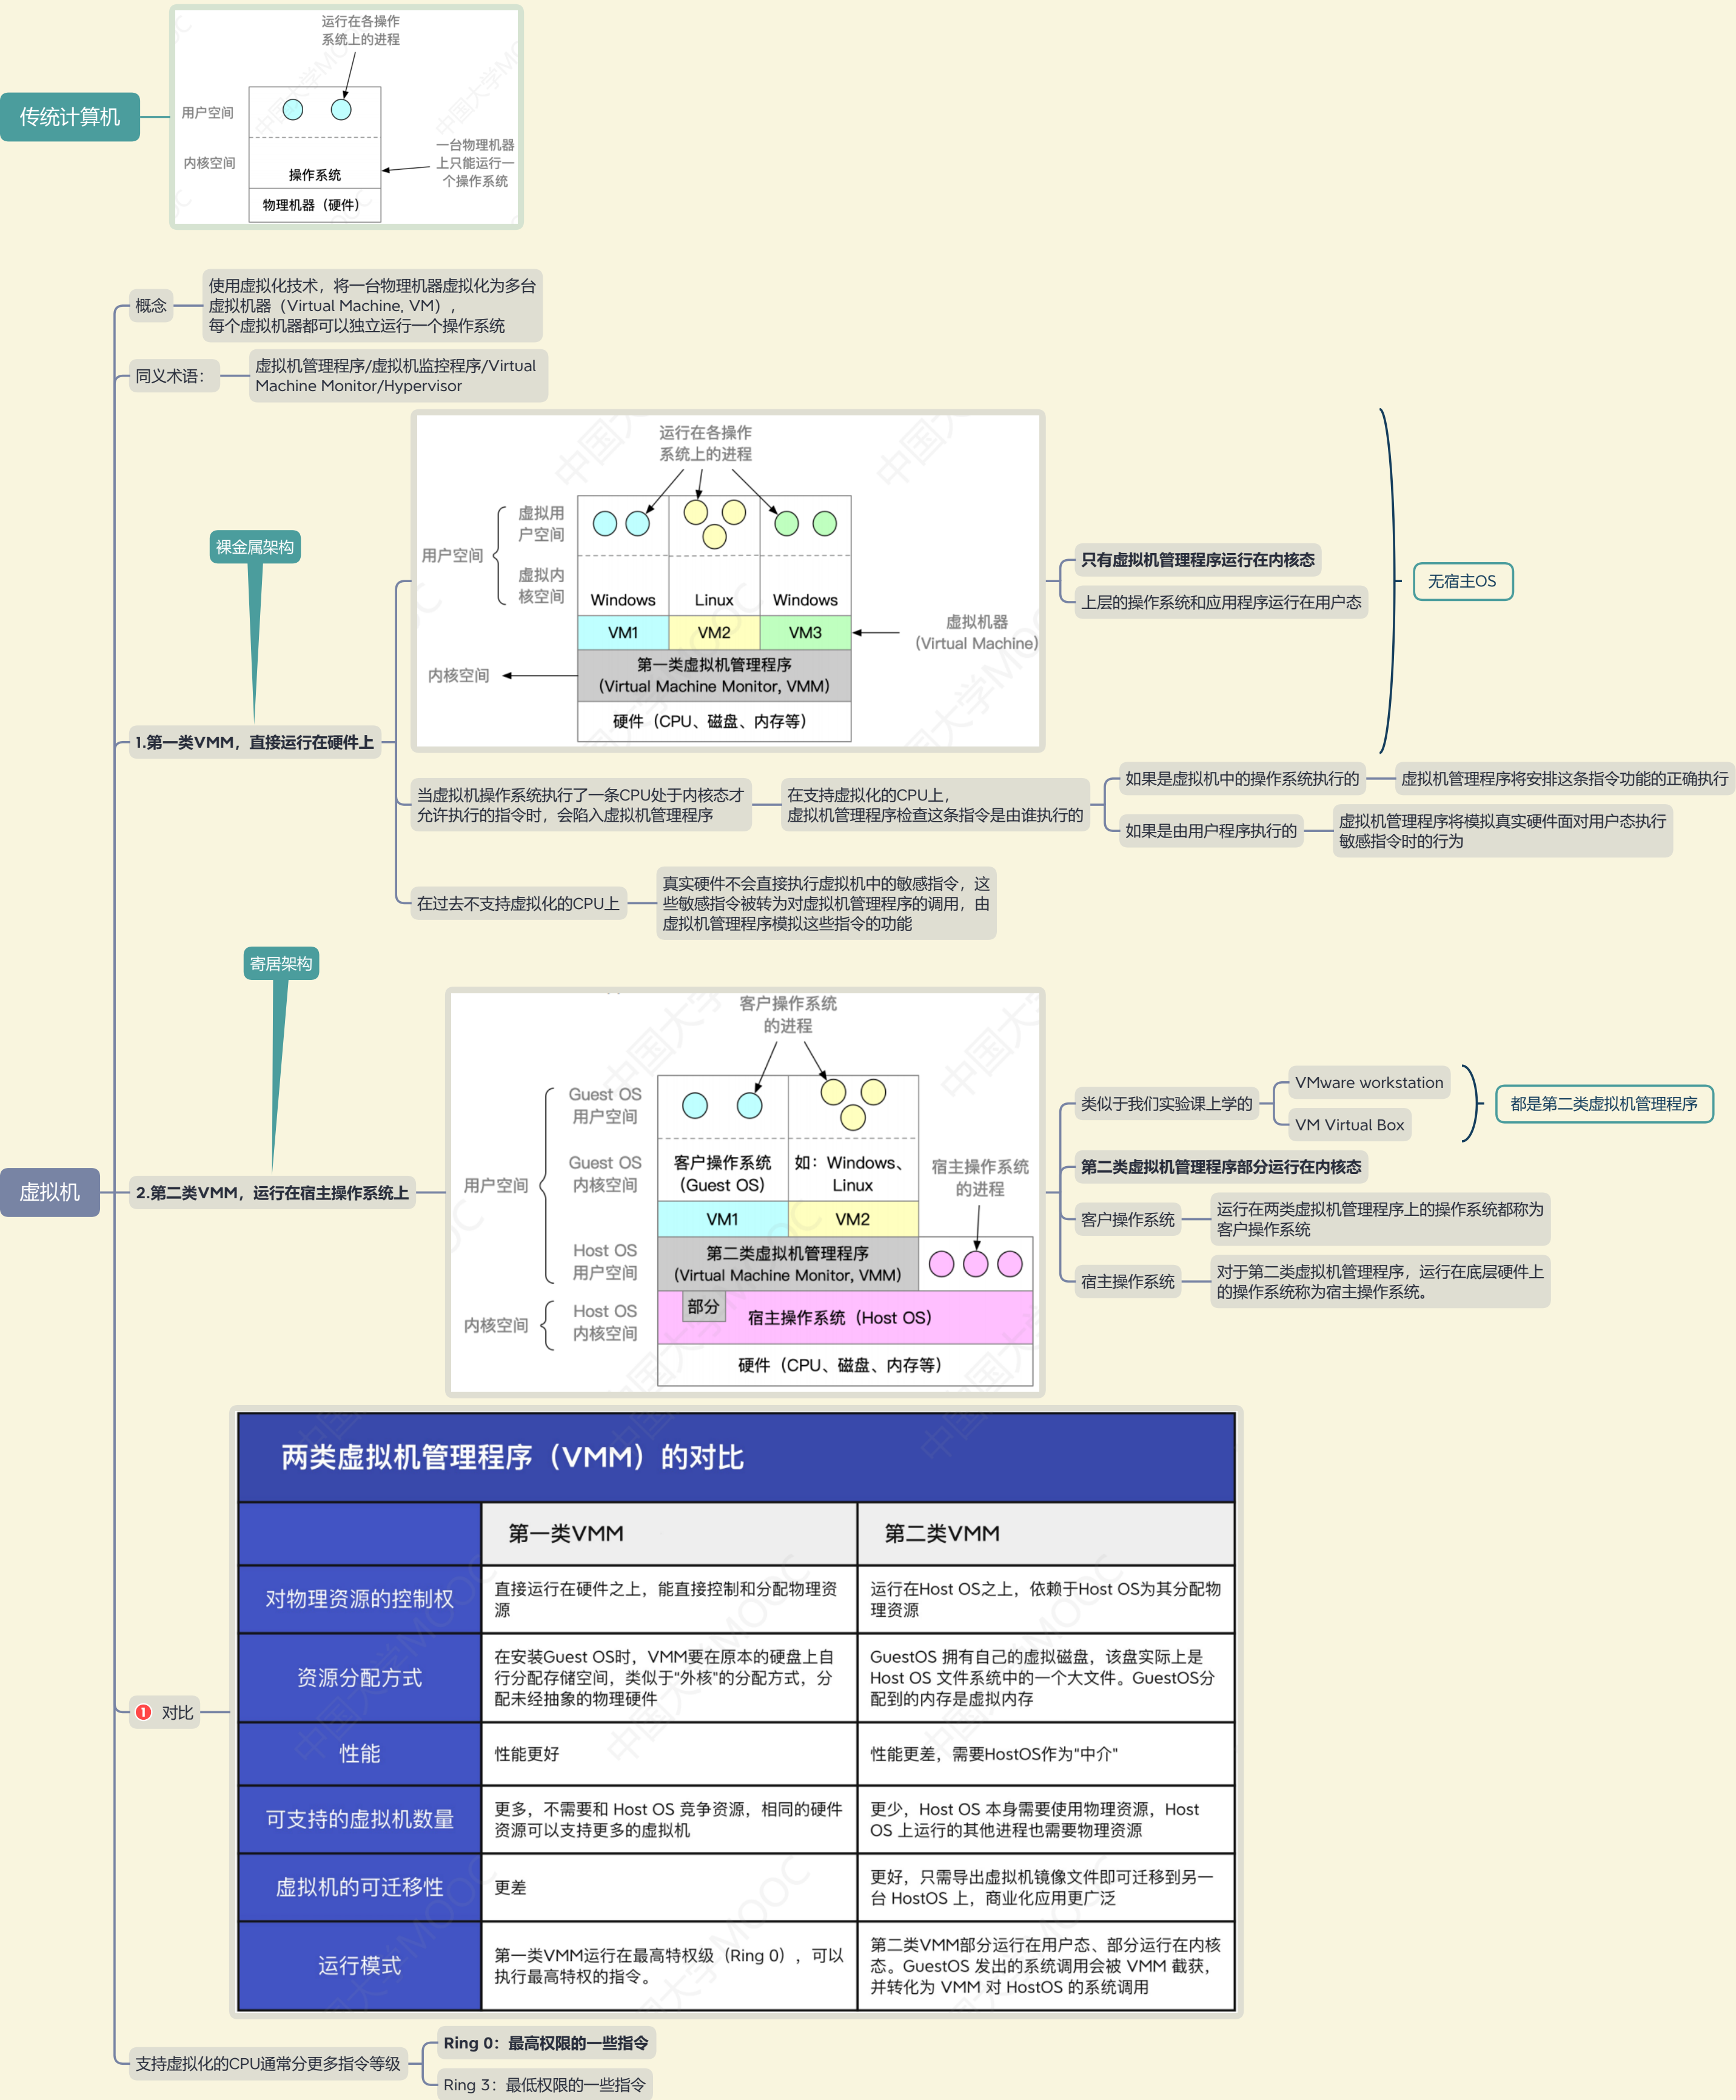 运行在各操作
系统上的进程
传统计算机
用户空间
内核空间
操作系统
物理机器（硬件）
一台物理机器
上只能运行一
个操作系统
概念
使用虚拟化技术，将一台物理机器虚拟化为多台
虚拟机器（Virtual Machine, VM），
每个虚拟机器都可以独立运行一个操作系统
同义术语：
虚拟机管理程序/虚拟机监控程序/Virtual
Machine Monitor/Hypervisor
裸金属架构
1.第一类VMM，直接运行在硬件上
运行在各操作
系统上的进程
用户空间
虚拟用
户空间
虚拟内
核空间
Windows
Linux
Windows
VM1
VM2
VM3
虚拟机器
(Virtual Machine)
内核空间
第一类虚拟机管理程序
（Virtual Machine Monitor, VMM）
硬件（CPU、磁盘、内存等）
只有虚拟机管理程序运行在内核态
上层的操作系统和应用程序运行在用户态
无宿主OS
当虚拟机操作系统执行了一条CPU处于内核态才
允许执行的指令时，会陷入虚拟机管理程序
在支持虚拟化的CPU上，
虚拟机管理程序检查这条指令是由谁执行的
如果是虚拟机中的操作系统执行的
虚拟机管理程序将安排这条指令功能的正确执行
如果是由用户程序执行的
虚拟机管理程序将模拟真实硬件面对用户态执行
敏感指令时的行为
在过去不支持虚拟化的CPU上
真实硬件不会直接执行虚拟机中的敏感指令，这
些敏感指令被转为对虚拟机管理程序的调用，由
虚拟机管理程序模拟这些指令的功能
寄居架构
虚拟机
2.第二类VMM，运行在宿主操作系统上
客户操作系统
的进程
用户空间
Guest OS
用户空间
Guest OS
内核空间
客户操作系统
（Guest OS）
如：Windows、
Linux
宿主操作系统
的进程
VM1
VM2
Host OS
用户空间
第二类虚拟机管理程序
（Virtual Machine Monitor, VMM）
内核空间
Host OS
内核空间
部分
宿主操作系统（Host OS）
硬件（CPU、磁盘、内存等）
类似于我们实验课上学的
VMware workstation
VM Virtual Box
都是第二类虚拟机管理程序
第二类虚拟机管理程序部分运行在内核态
客户操作系统
运行在两类虚拟机管理程序上的操作系统都称为
客户操作系统
宿主操作系统
对于第二类虚拟机管理程序，运行在底层硬件上
的操作系统称为宿主操作系统。
1 对比
两类虚拟机管理程序（VMM）的对比
第一类VMM
第二类VMM
对物理资源的控制权
直接运行在硬件之上，能直接控制和分配物理资
源
运行在Host OS之上，依赖于Host OS为其分配物
理资源
资源分配方式
在安装Guest OS时，VMM要在原本的硬盘上自
行分配存储空间，类似于“外核”的分配方式，分
配未经抽象的物理硬件
GuestOS 拥有自己的虚拟磁盘，该盘实际上是
Host OS 文件系统中的一个大文件。GuestOS分
配到的内存是虚拟内存
性能
性能更好
性能更差，需要HostOS作为"中介"
可支持的虚拟机数量
更多，不需要和 Host OS 竞争资源，相同的硬件
资源可以支持更多的虚拟机
更少，Host OS 本身需要使用物理资源，Host
OS 上运行的其他进程也需要物理资源
虚拟机的可迁移性
更差
更好，只需导出虚拟机镜像文件即可迁移到另一
台 HostOS 上，商业化应用更广泛
运行模式
第一类VMM运行在最高特权级（Ring 0），可以
执行最高特权的指令。
第二类VMM部分运行在用户态、部分运行在内核
态。GuestOS 发出的系统调用会被 VMM 截获，
并转化为 VMM 对 HostOS 的系统调用
支持虚拟化的CPU通常分更多指令等级
Ring 0：最高权限的一些指令
Ring 3：最低权限的一些指令
中国大学MOOC